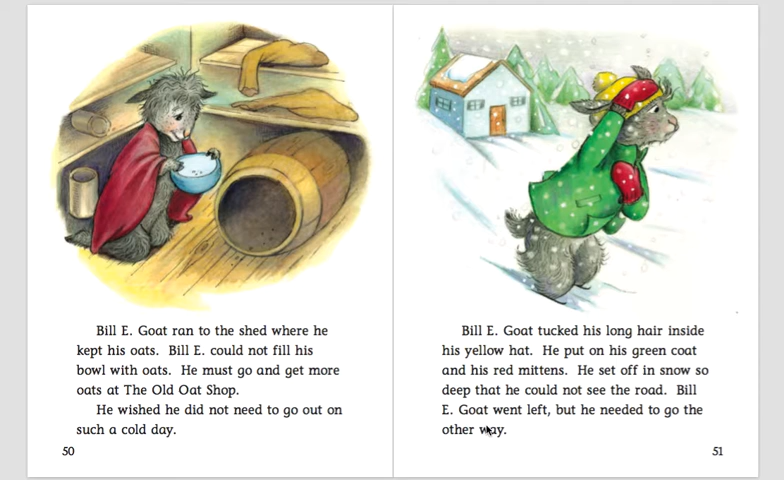 Bill E. Goat ran to the shed where he
kept his oats. Bill E. could not fill his
bowl with oats. He must go and get more
oats at The Old Oat Shop.
He wished he did not need to go out on
such a cold day.
50
Bill E. Goat tucked his long hair inside
his yellow hat. He put on his green coat
and his red mittens. He set off in snow so
deep that he could not see the road. Bill
E. Goat went left, but he needed to go the
other way.
51